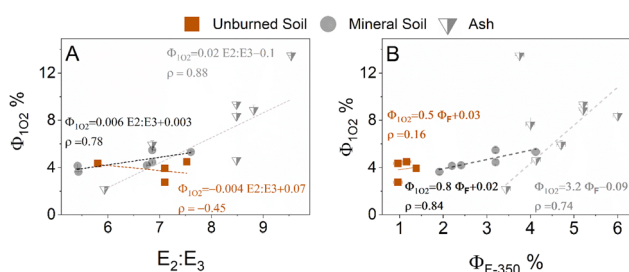 Unburned Soil Mineral Soil Ash
A
Φ1O2=0.02 E2:E3−0.1
ρ = 0.88
Φ1O2=0.006 E2:E3+0.003
ρ = 0.78
Φ1O2=−0.004 E2:E3+0.07
ρ = −0.45
Φ1O2 %
12
8
4
0
6 7 8 9
E2:E3
B
Φ1O2=0.5 ΦF+0.03
ρ = 0.16
Φ1O2=0.8 ΦF+0.02
ρ = 0.84
Φ1O2=3.2 ΦF−0.09
ρ = 0.74
Φ1O2 %
12
8
4
0
1 2 3 4 5 6
ΦF-350 %